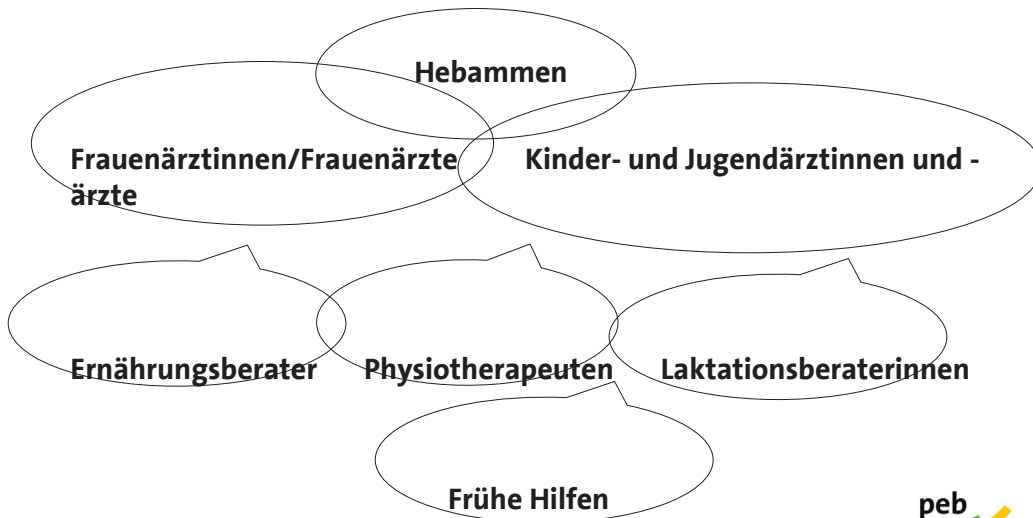 Hebammen
Frauenärztinnen/Frauenärzte Kinder- und Jugendärztinnen und -
ärzte
Ernährungsberater Physiotherapeuten Laktationsberaterinnen
Frühe Hilfen
peb